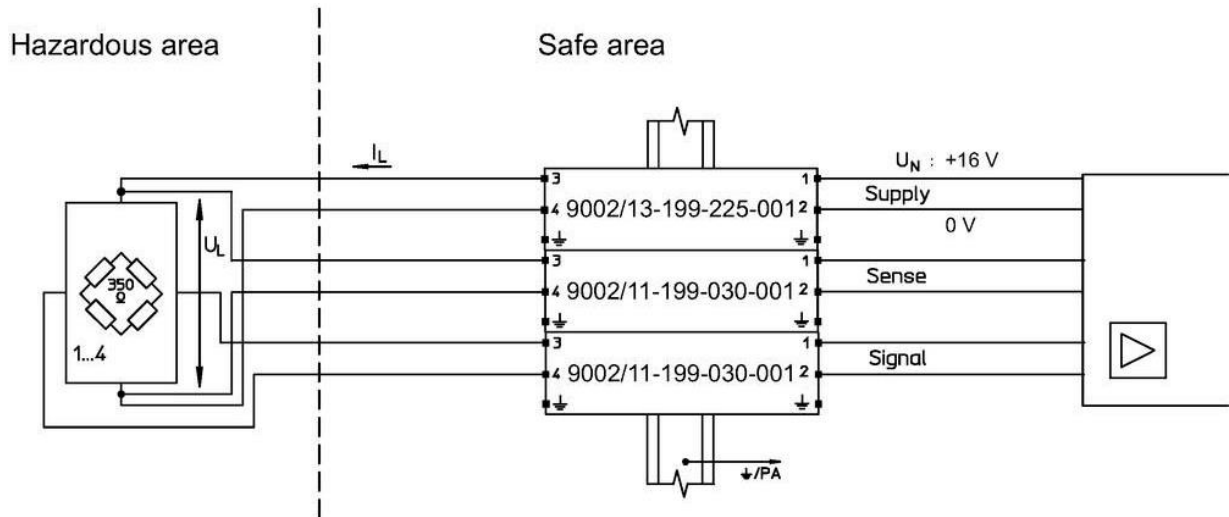 Hazardous area
Safe area
I_L
U_N : +16 V
3
1
Supply
4 9002/13-199-225-001 2
0 V
U_L
3
1
350
Ω
Sense
4 9002/11-199-030-001 2
1...4
3
1
Signal
4 9002/11-199-030-001 2
⏚/PA